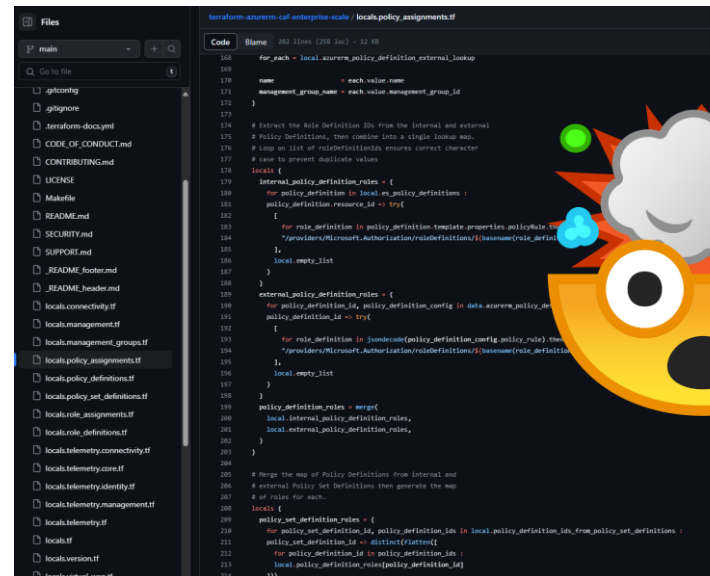 Files
main
Go to file
t
.gitconfig
.gitignore
.terraform-docs.yml
CODE_OF_CONDUCT.md
CONTRIBUTING.md
LICENSE
Makefile
README.md
SECURITY.md
SUPPORT.md
_README_footer.md
_README_header.md
locals.connectivity.tf
locals.management.tf
locals.management_groups.tf
locals.policy_assignments.tf
locals.policy_definitions.tf
locals.policy_set_definitions.tf
locals.role_assignments.tf
locals.role_definitions.tf
locals.telemetry.connectivity.tf
locals.telemetry.core.tf
locals.telemetry.identity.tf
locals.telemetry.management.tf
locals.telemetry.tf
locals.tf
locals.version.tf
locals.virtual_wan.tf
terraform-azurerm-caf-enterprise-scale / locals.policy_assignments.tf
Code Blame 282 lines (258 loc) · 12 KB
168 for_each = local.azurerm_policy_definition_external_lookup
169
170 name = each.value.name
171 management_group_name = each.value.management_group_id
172 }
173
174 # Extract the Role Definition IDs from the internal and external
175 # Policy Definitions, then combine into a single lookup map.
176 # Loop on list of roleDefinitionIds ensures correct character
177 # case to prevent duplicate values
178 locals {
179 internal_policy_definition_roles = {
180 for policy_definition in local.es_policy_definitions :
181 policy_definition.resource_id => try(
182 [
183 for role_definition in policy_definition.template.properties.policyRule.the
184 "/providers/Microsoft.Authorization/roleDefinitions/${basename(role_defini
185 ],
186 local.empty_list
187 )
188 }
189 external_policy_definition_roles = {
190 for policy_definition_id, policy_definition_config in data.azurerm_policy_de
191 policy_definition_id => try(
192 [
193 for role_definition in jsondecode(policy_definition_config.policy_rule).then
194 "/providers/Microsoft.Authorization/roleDefinitions/${basename(role_definition
195 ],
196 local.empty_list
197 )
198 }
199 policy_definition_roles = merge(
200 local.internal_policy_definition_roles,
201 local.external_policy_definition_roles,
202 )
203 }
204
205 # Merge the map of Policy Definitions from internal and
206 # external Policy Set Definitions then generate the map
207 # of roles for each.
208 locals {
209 policy_set_definition_roles = {
210 for policy_set_definition_id, policy_definition_ids in local.policy_definition_ids_from_policy_set_definitions :
211 policy_set_definition_id => distinct(flatten([
212 for policy_definition_id in policy_definition_ids :
213 local.policy_definition_roles[policy_definition_id]
214 ]))